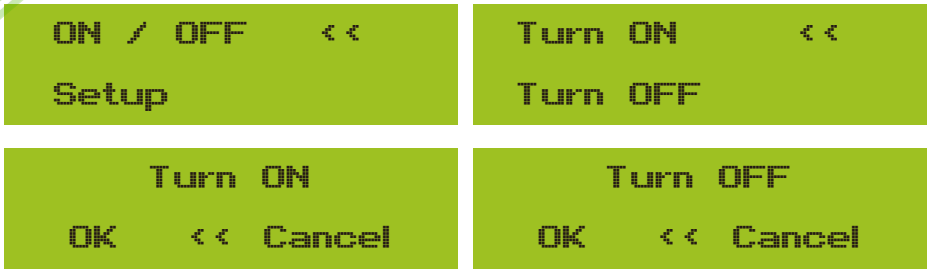 ON / OFF <<
Setup
Turn ON <<
Turn OFF
Turn ON
OK << Cancel
Turn OFF
OK << Cancel